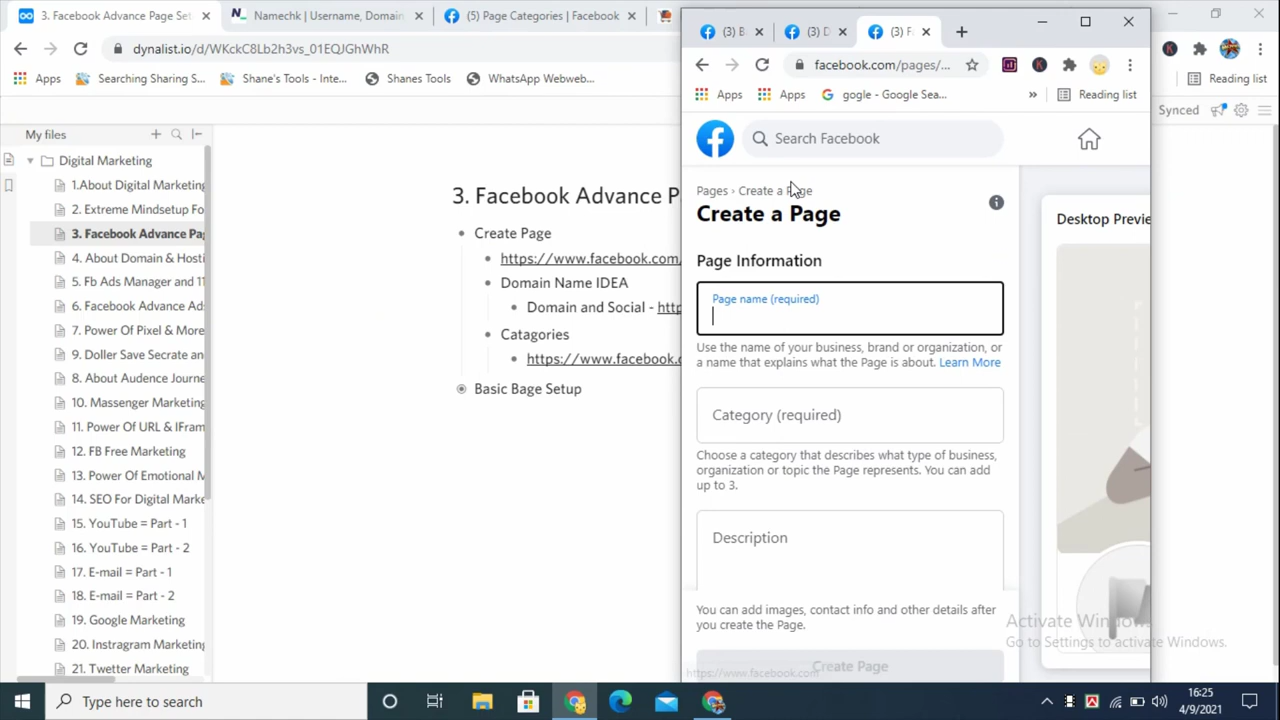 3. Facebook Advance Page Set
Namechk | Username, Domain
(5) Page Categories | Facebook
dynalist.io/d/WKckC8Lb2h3vs_01EQJGhWhR
Apps
Searching Sharing S...
Shane's Tools - Inte...
Shanes Tools
WhatsApp Webweb...
Reading list
Synced
My files
Digital Marketing
1.About Digital Marketing
2. Extreme Mindsetup Fo
3. Facebook Advance Pag
4. About Domain & Hosti
5. Fb Ads Manager and 11
6. Facebook Advance Ad
7. Power Of Pixel & More
9. Doller Save Secrate an
8. About Audence Journe
10. Massenger Marketing
11. Power Of URL & IFram
12. FB Free Marketing
13. Power Of Emotional M
14. SEO For Digital Marke
15. YouTube = Part - 1
16. YouTube = Part - 2
17. E-mail = Part - 1
18. E-mail = Part - 2
19. Google Marketing
20. Instragram Marketing
21. Twetter Marketing
3. Facebook Advance P
Create Page
https://www.facebook.com/
Domain Name IDEA
Domain and Social - http
Catagories
https://www.facebook.c
Basic Bage Setup
(3) B
(3) D
(3) F
facebook.com/pages/...
Apps
Apps
gogle - Google Sea...
»
Reading list
Search Facebook
Pages › Create a Page
Create a Page
Page Information
Page name (required)
Use the name of your business, brand or organization, or
a name that explains what the Page is about. Learn More
Category (required)
Choose a category that describes what type of business,
organization or topic the Page represents. You can add
up to 3.
Description
You can add images, contact info and other details after
you create the Page.
Create Page
https://www.facebook.com
Desktop Preview
Activate Windows
Go to Settings to activate Windows.
Type here to search
16:25
4/9/2021